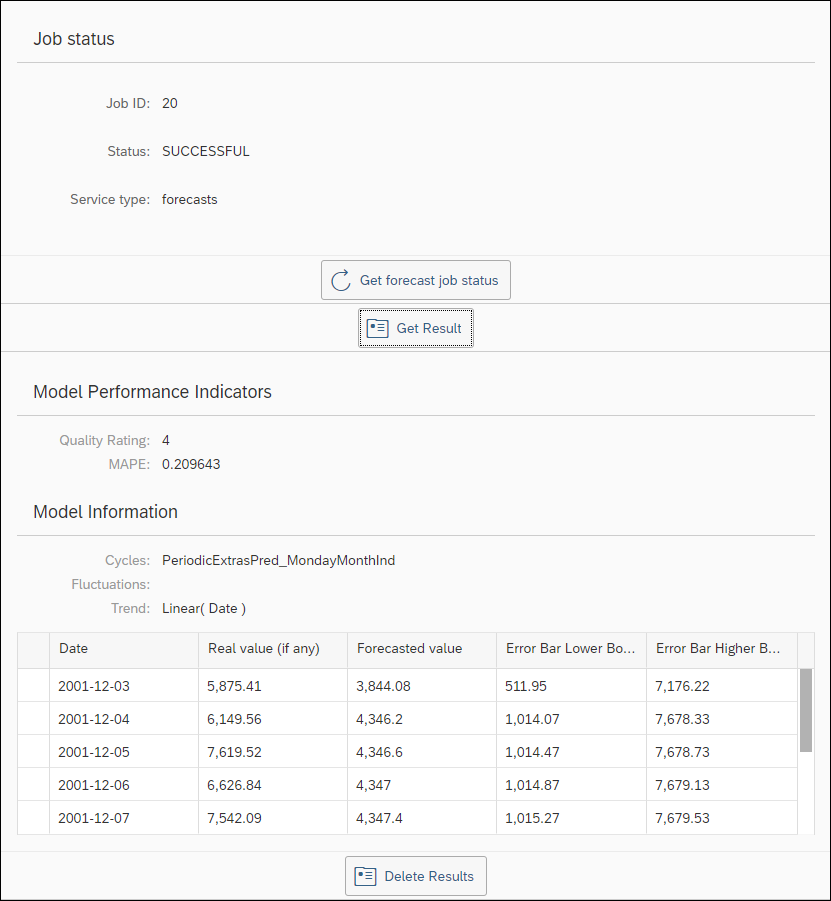 Job status
Job ID: 20
Status: SUCCESSFUL
Service type: forecasts
Get forecast job status
Get Result
Model Performance Indicators
Quality Rating: 4
MAPE: 0.209643
Model Information
Cycles: PeriodicExtrasPred_MondayMonthInd
Fluctuations:
Trend: Linear( Date )
Date Real value (if any) Forecasted value Error Bar Lower Bo... Error Bar Higher B...
2001-12-03 5,875.41 3,844.08 511.95 7,176.22
2001-12-04 6,149.56 4,346.2 1,014.07 7,678.33
2001-12-05 7,619.52 4,346.6 1,014.47 7,678.73
2001-12-06 6,626.84 4,347 1,014.87 7,679.13
2001-12-07 7,542.09 4,347.4 1,015.27 7,679.53
Delete Results